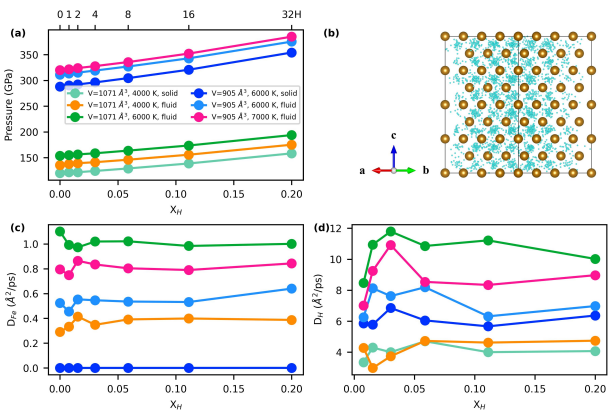 0 1 2 4 8 16 32H
(a)
350
300
250
200
150
Pressure (GPa)
V=1071 Å³, 4000 K, solid
V=1071 Å³, 4000 K, fluid
V=1071 Å³, 6000 K, fluid
V=905 Å³, 6000 K, solid
V=905 Å³, 6000 K, fluid
V=905 Å³, 7000 K, fluid
0.00 0.05 0.10 0.15 0.20
X_H
(b)
c
a b
(c)
1.0
0.8
0.6
0.4
0.2
0.0
D_Fe (Å²/ps)
0.00 0.05 0.10 0.15 0.20
X_H
(d)
12
10
8
6
4
D_H (Å²/ps)
0.00 0.05 0.10 0.15 0.20
X_H